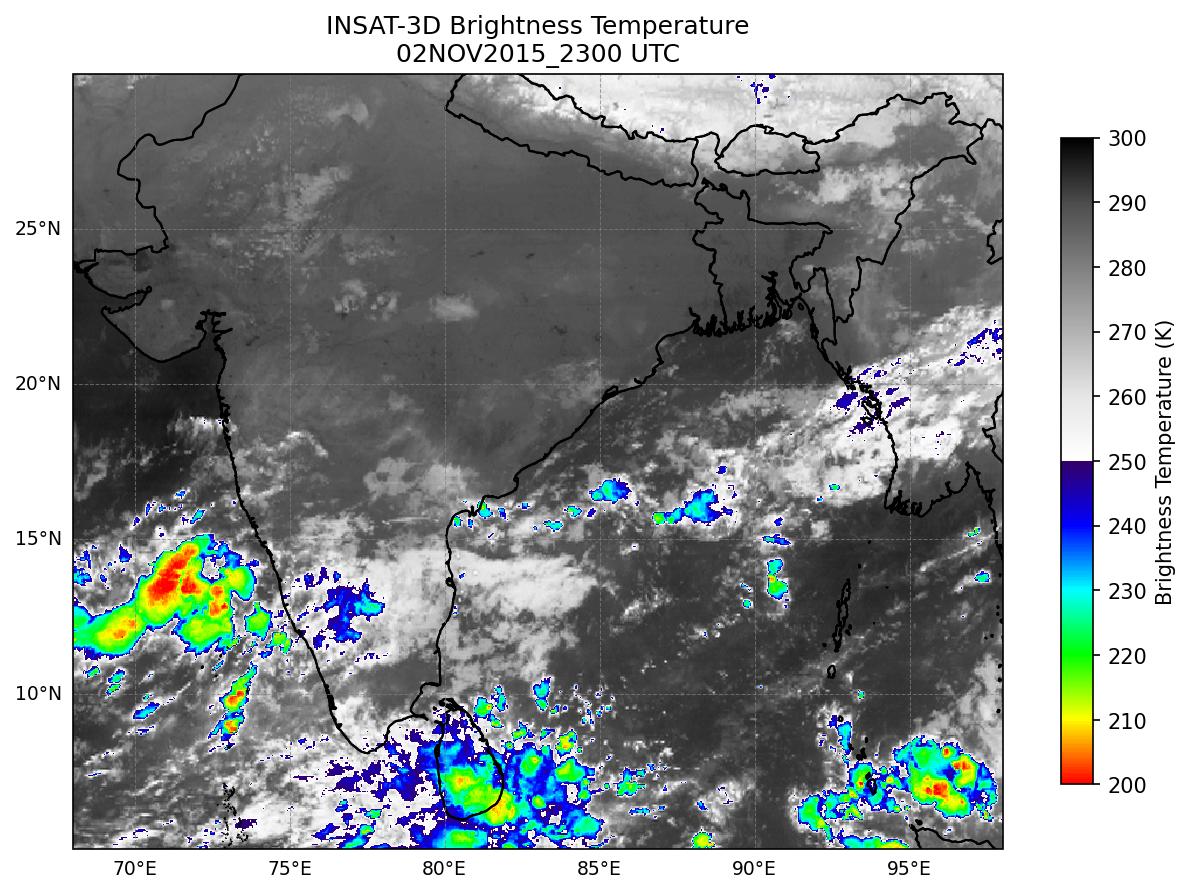 INSAT-3D Brightness Temperature
02NOV2015_2300 UTC
25°N
20°N
15°N
10°N
70°E
75°E
80°E
85°E
90°E
95°E
300
290
280
270
260
250
240
230
220
210
200
Brightness Temperature (K)